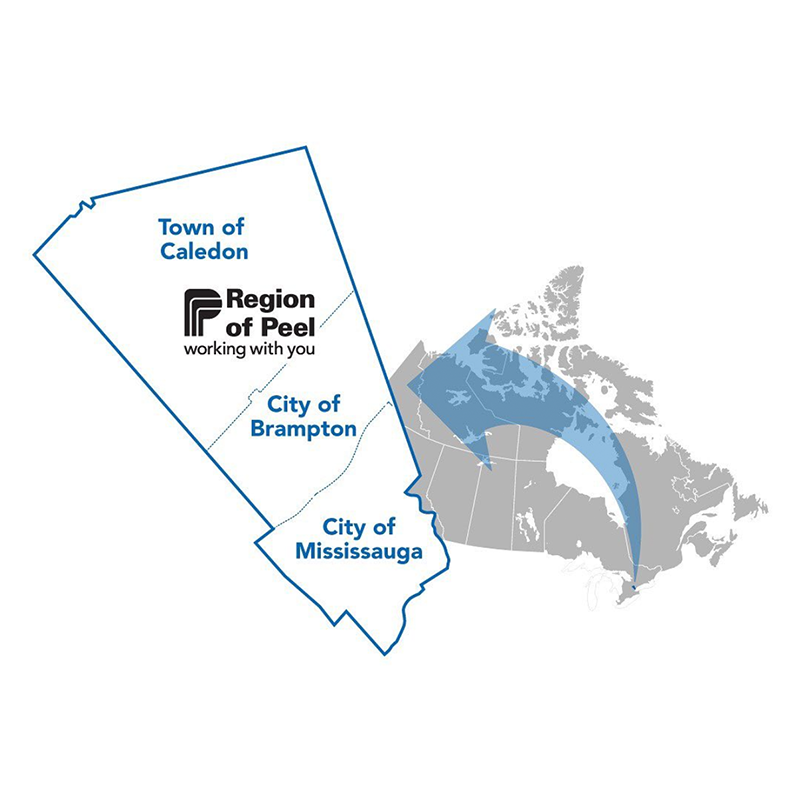 Town of
Caledon
Region
of Peel
working with you
City of
Brampton
City of
Mississauga